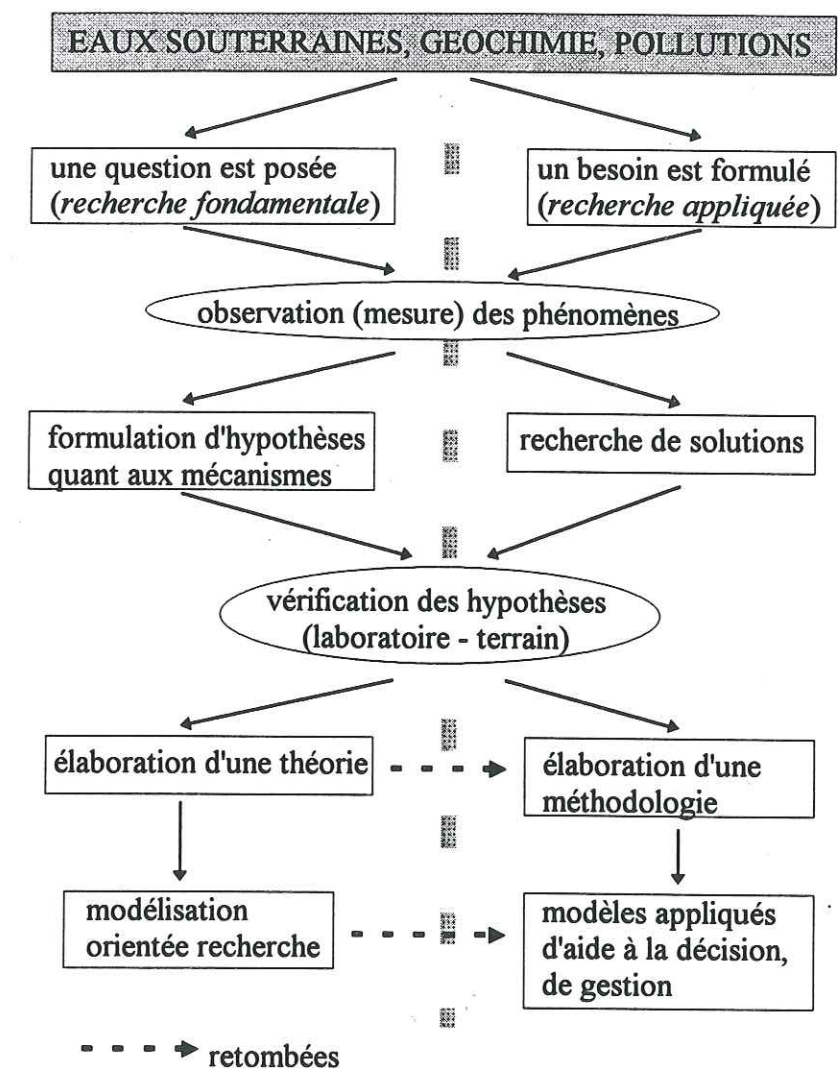 EAUX SOUTERRAINES, GEOCHIMIE, POLLUTIONS
une question est posée
(recherche fondamentale)
un besoin est formulé
(recherche appliquée)
observation (mesure) des phénomènes
formulation d'hypothèses
quant aux mécanismes
recherche de solutions
vérification des hypothèses
(laboratoire - terrain)
élaboration d'une théorie
élaboration d'une
méthodologie
modélisation
orientée recherche
modèles appliqués
d'aide à la décision,
de gestion
retombées